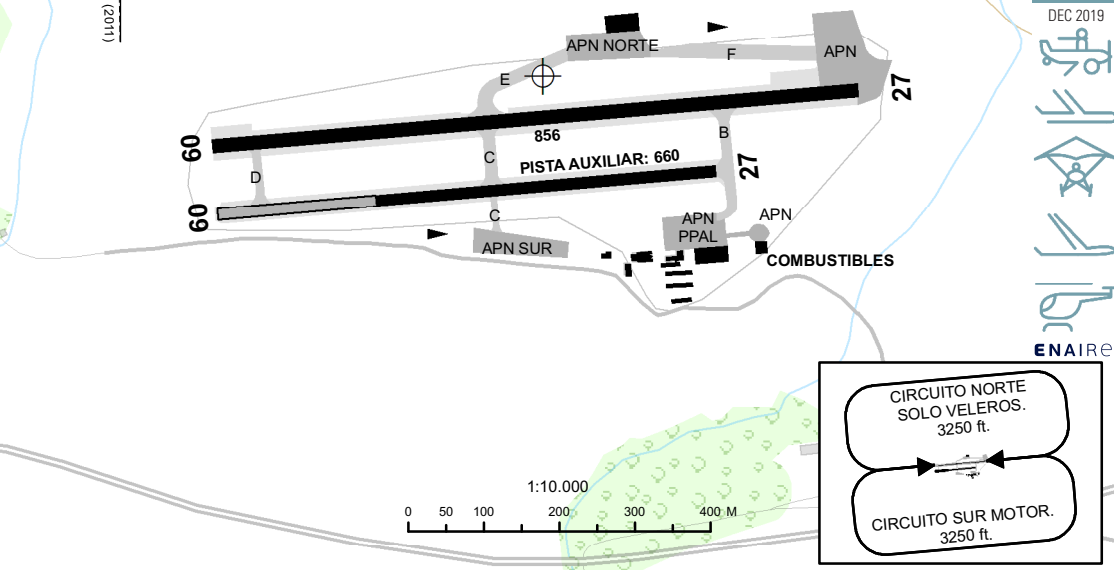 DEC 2019
(2011)
APN NORTE
APN
F
E
27
60
856
B
C
PISTA AUXILIAR: 660
27
D
60
C
APN
PPAL
APN
APN SUR
COMBUSTIBLES
ENAIRe
CIRCUITO NORTE
SOLO VELEROS.
3250 ft.
1:10.000
0 50 100 200 300 400 M
CIRCUITO SUR MOTOR.
3250 ft.